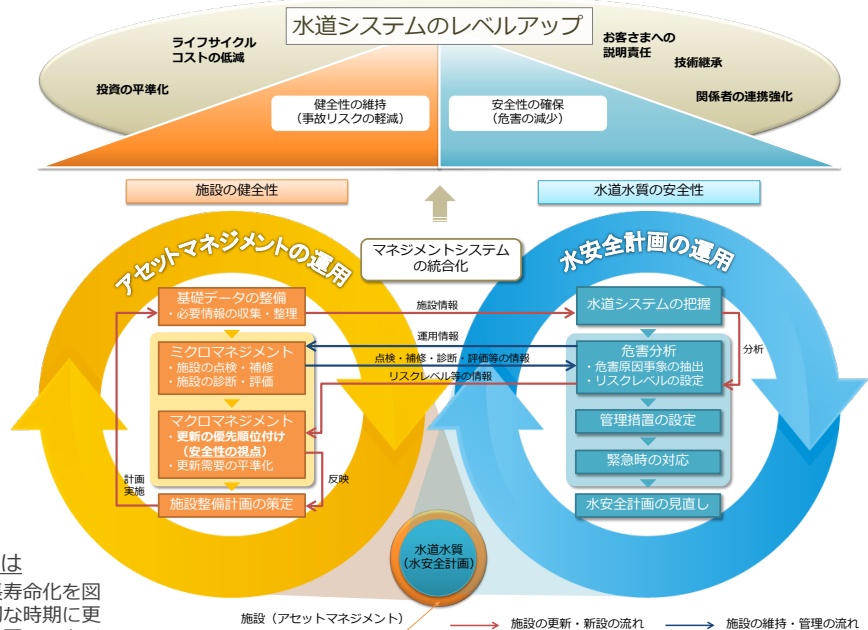 水道システムのレベルアップ
ライフサイクル
コストの低減
投資の平準化
お客さまへの
説明責任
技術継承
関係者の連携強化
健全性の維持
（事故リスクの軽減）
安全性の確保
（危害の減少）
施設の健全性
水道水質の安全性
マネジメントシステム
の統合化
アセットマネジメントの運用
水安全計画の運用
基礎データの整備
・必要情報の収集・整理
施設情報
水道システムの把握
運用情報
ミクロマネジメント
・施設の点検・補修
・施設の診断・評価
点検・補修・診断・評価等の情報
リスクレベル等の情報
危害分析
・危害原因事象の抽出
・リスクレベルの設定
分析
マクロマネジメント
・更新の優先順位付け
（安全性の視点）
・更新需要の平準化
管理措置の設定
緊急時の対応
計画
実施
反映
施設整備計画の策定
水安全計画の見直し
水道水質
（水安全計画）
は
寿命化を図
な時期に更
施設（アセットマネジメント）
施設の更新・新設の流れ
施設の維持・管理の流れ